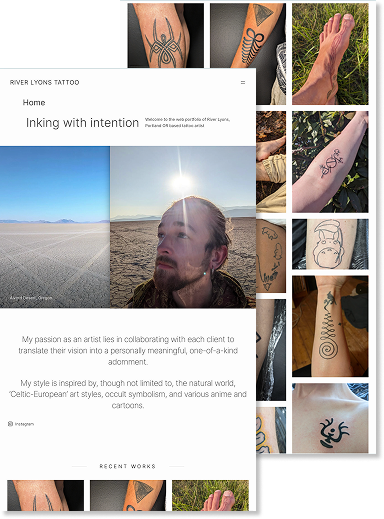 RIVER LYONS TATTOO
Home
Inking with intention
Welcome to the web portfolio of River Lyons,
Portland OR based tattoo artist
Alvord Desert, Oregon
My passion as an artist lies in collaborating with each client to
translate their vision into a personally meaningful, one-of-a-kind
adornment.
My style is inspired by, though not limited to, the natural world,
'Celtic-European' art styles, occult symbolism, and various anime and
cartoons.
Instagram
RECENT WORKS